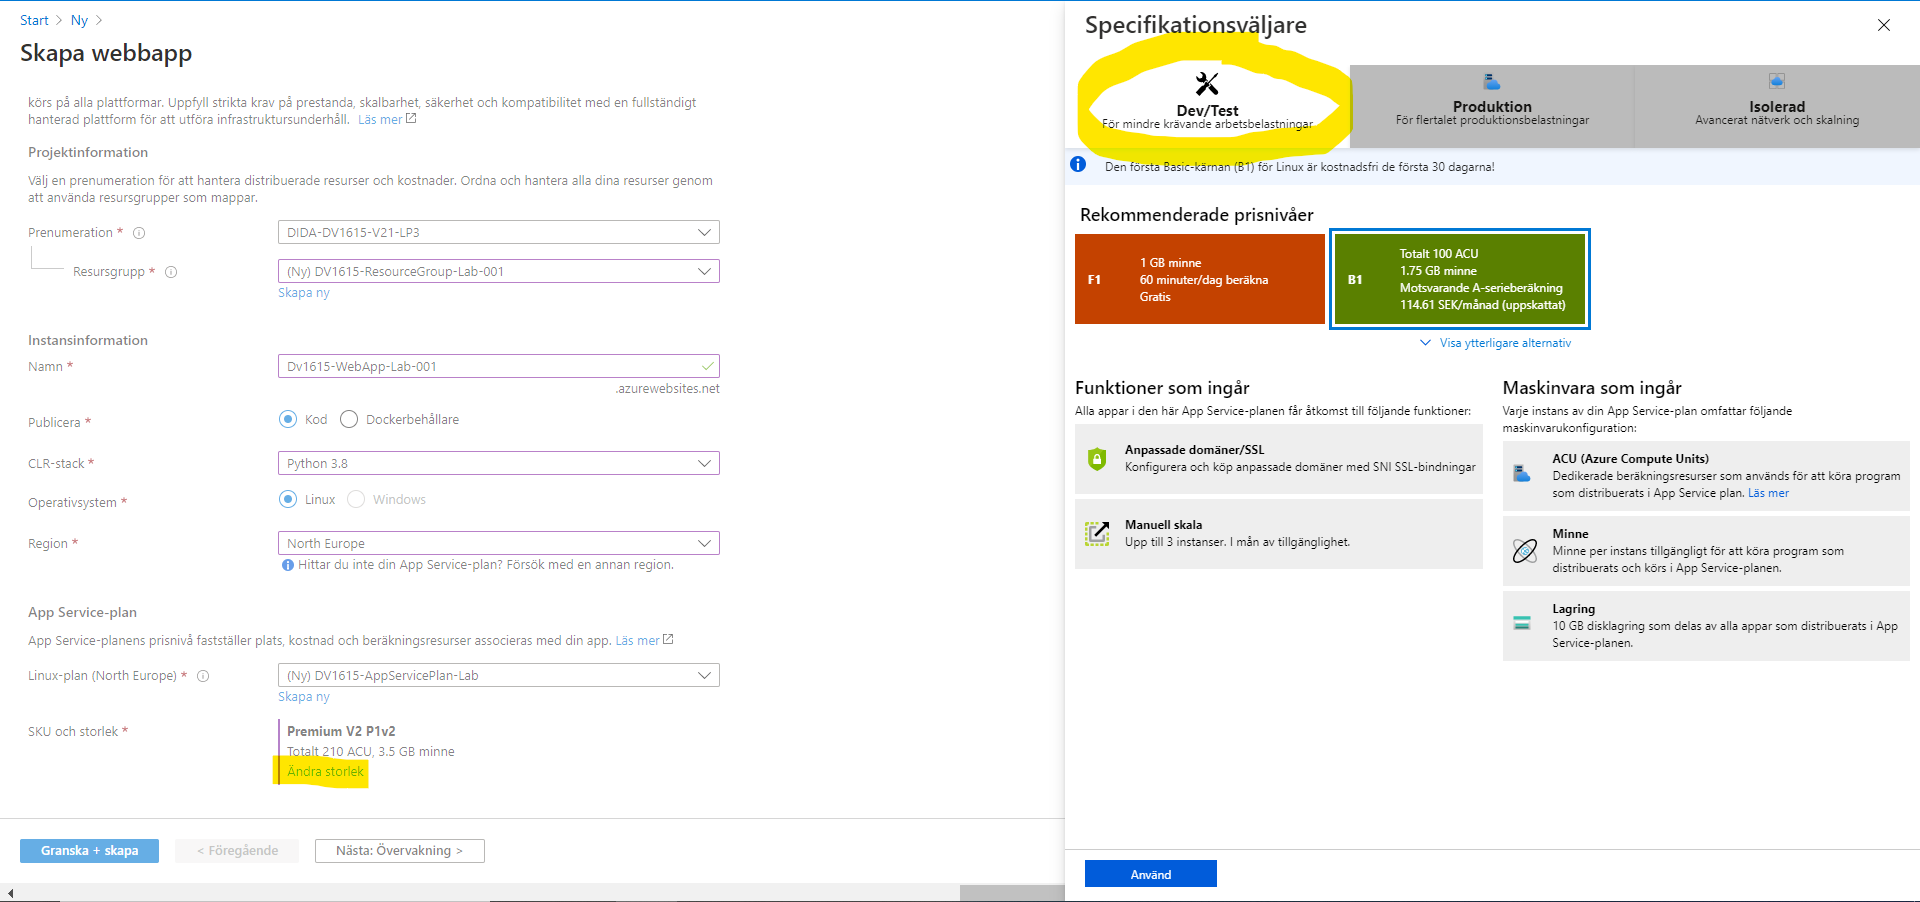 Start > Ny >
Skapa webbapp
körs på alla plattformar. Uppfyll strikta krav på prestanda, skalbarhet, säkerhet och kompatibilitet med en fullständigt
hanterad plattform för att utföra infrastruktursunderhåll. Läs mer
Projektinformation
Välj en prenumeration för att hantera distribuerade resurser och kostnader. Ordna och hantera alla dina resurser genom
att använda resursgrupper som mappar.
Prenumeration *
DIDA-DV1615-V21-LP3
Resursgrupp *
(Ny) DV1615-ResourceGroup-Lab-001
Skapa ny
Instansinformation
Namn *
Dv1615-WebApp-Lab-001
.azurewebsites.net
Publicera *
Kod
Dockerbehållare
CLR-stack *
Python 3.8
Operativsystem *
Linux
Windows
Region *
North Europe
Hittar du inte din App Service-plan? Försök med en annan region.
App Service-plan
App Service-planens prisnivå fastställer plats, kostnad och beräkningsresurser associeras med din app. Läs mer
Linux-plan (North Europe) *
(Ny) DV1615-AppServicePlan-Lab
Skapa ny
SKU och storlek *
Premium V2 P1v2
Totalt 210 ACU, 3.5 GB minne
Ändra storlek
Granska + skapa
< Föregående
Nästa: Övervakning >
Specifikationsväljare
Dev/Test
För mindre krävande arbetsbelastningar
Produktion
För flertalet produktionsbelastningar
Isolerad
Avancerat nätverk och skalning
Den första Basic-kärnan (B1) för Linux är kostnadsfri de första 30 dagarna!
Rekommenderade prisnivåer
F1
1 GB minne
60 minuter/dag beräkna
Gratis
B1
Totalt 100 ACU
1.75 GB minne
Motsvarande A-serieberäkning
114.61 SEK/månad (uppskattat)
Visa ytterligare alternativ
Funktioner som ingår
Alla appar i den här App Service-planen får åtkomst till följande funktioner:
Anpassade domäner/SSL
Konfigurera och köp anpassade domäner med SNI SSL-bindningar
Manuell skala
Upp till 3 instanser. I mån av tillgänglighet.
Maskinvara som ingår
Varje instans av din App Service-plan omfattar följande
maskinvarukonfiguration:
ACU (Azure Compute Units)
Dedikerade beräkningsresurser som används för att köra program
som distribuerats i App Service plan. Läs mer
Minne
Minne per instans tillgängligt för att köra program som
distribuerats och körs i App Service-planen.
Lagring
10 GB disklagring som delas av alla appar som distribuerats i App
Service-planen.
Använd